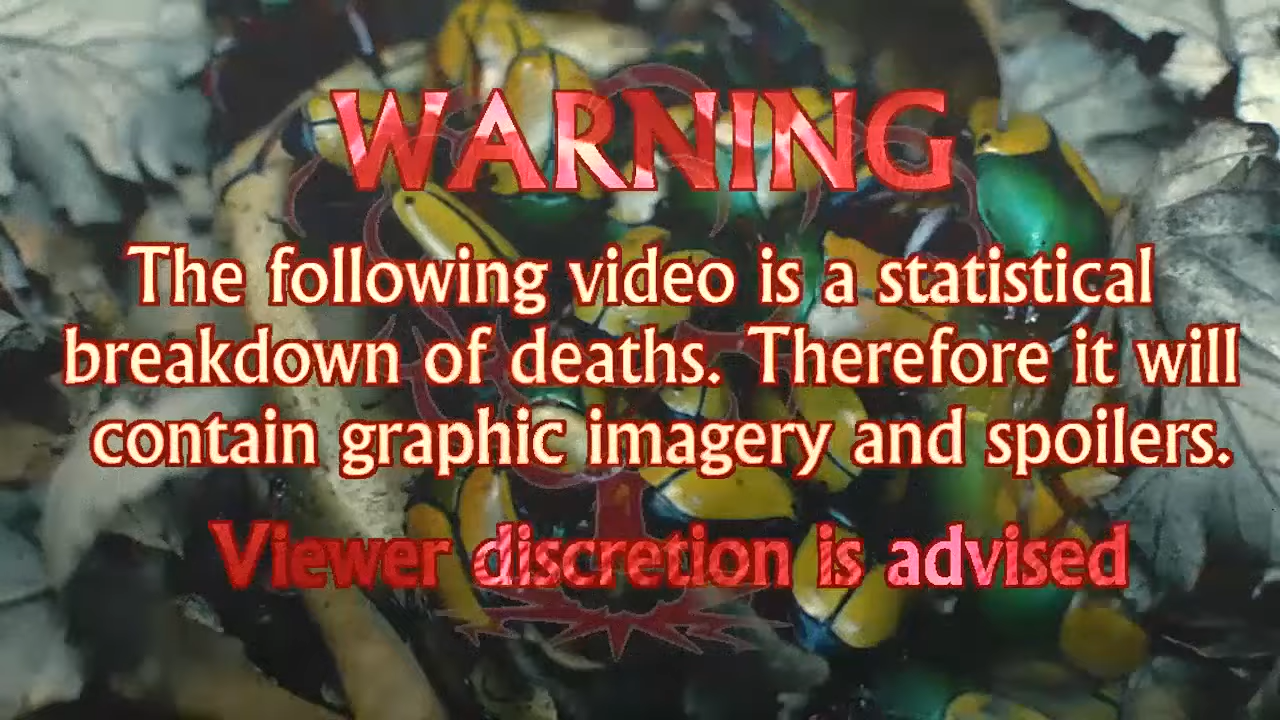 WARNING
The following video is a statistical
breakdown of deaths. Therefore it will
contain graphic imagery and spoilers.
Viewer discretion is advised